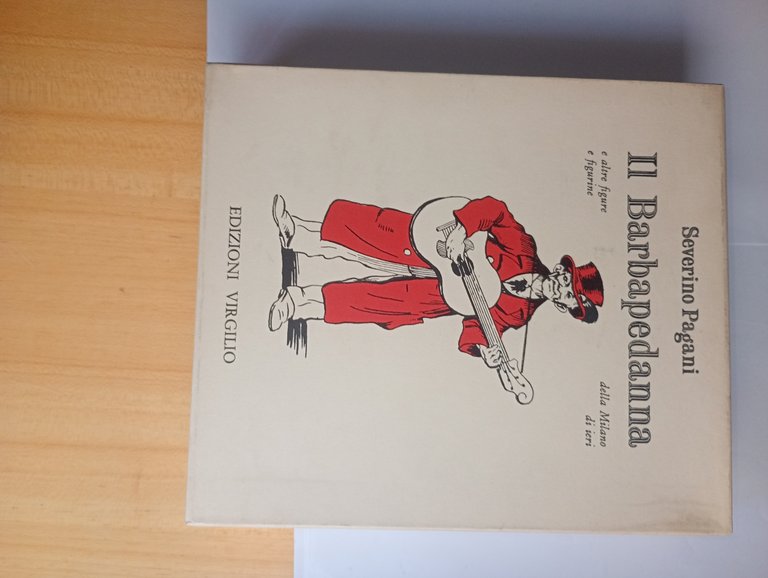 Severino Pagani
Il Barbapedanna
e altre figure
e figurine
della Milano
di ieri
EDIZIONI VIRGILIO